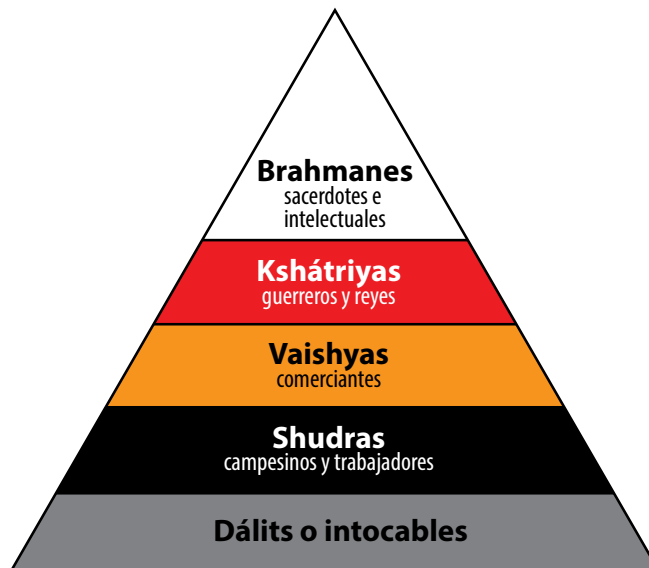 Brahmanes
sacerdotes e
intelectuales
Kshátriyas
guerreros y reyes
Vaishyas
comerciantes
Shudras
campesinos y trabajadores
Dálits o intocables